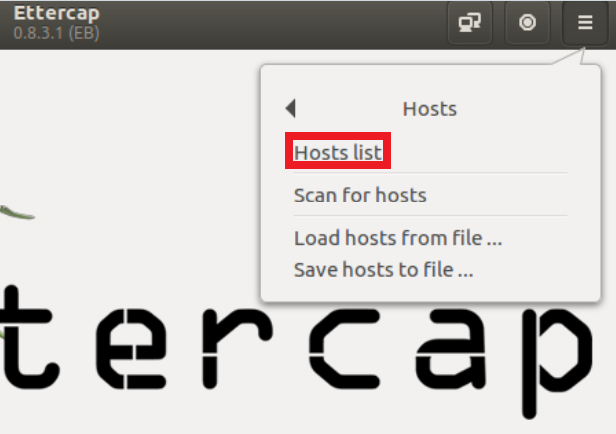 Ettercap
0.8.3.1 (EB)
Hosts
Hosts list
Scan for hosts
Load hosts from file ...
Save hosts to file ...
tercap